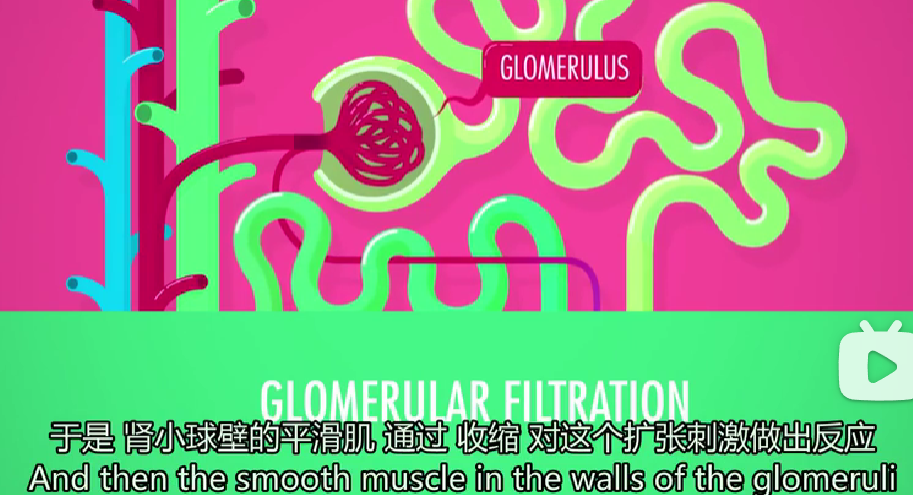 GLOMERULUS
GLOMERULAR FILTRATION
于是 肾小球壁的平滑肌 通过 收缩 对这个扩张刺激做出反应
And then the smooth muscle in the walls of the glomeruli